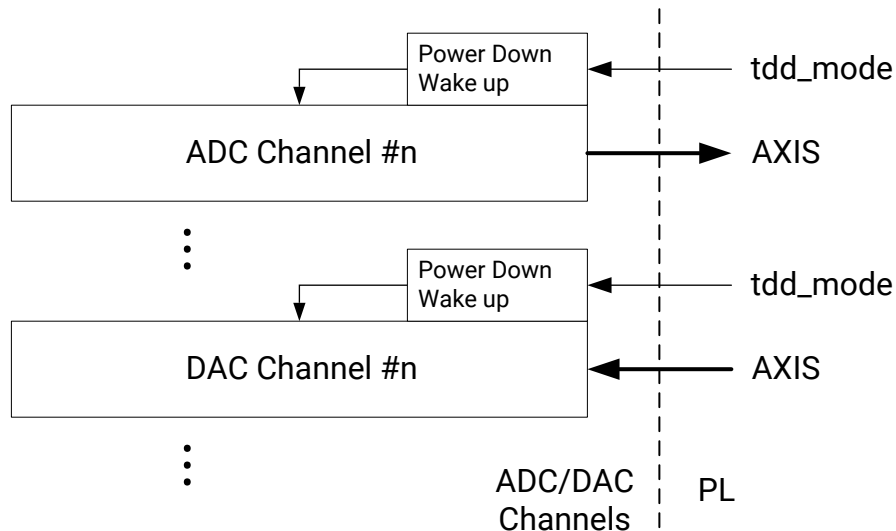 Power Down
Wake up
tdd_mode
ADC Channel #n
AXIS
Power Down
Wake up
tdd_mode
DAC Channel #n
AXIS
ADC/DAC
Channels
PL